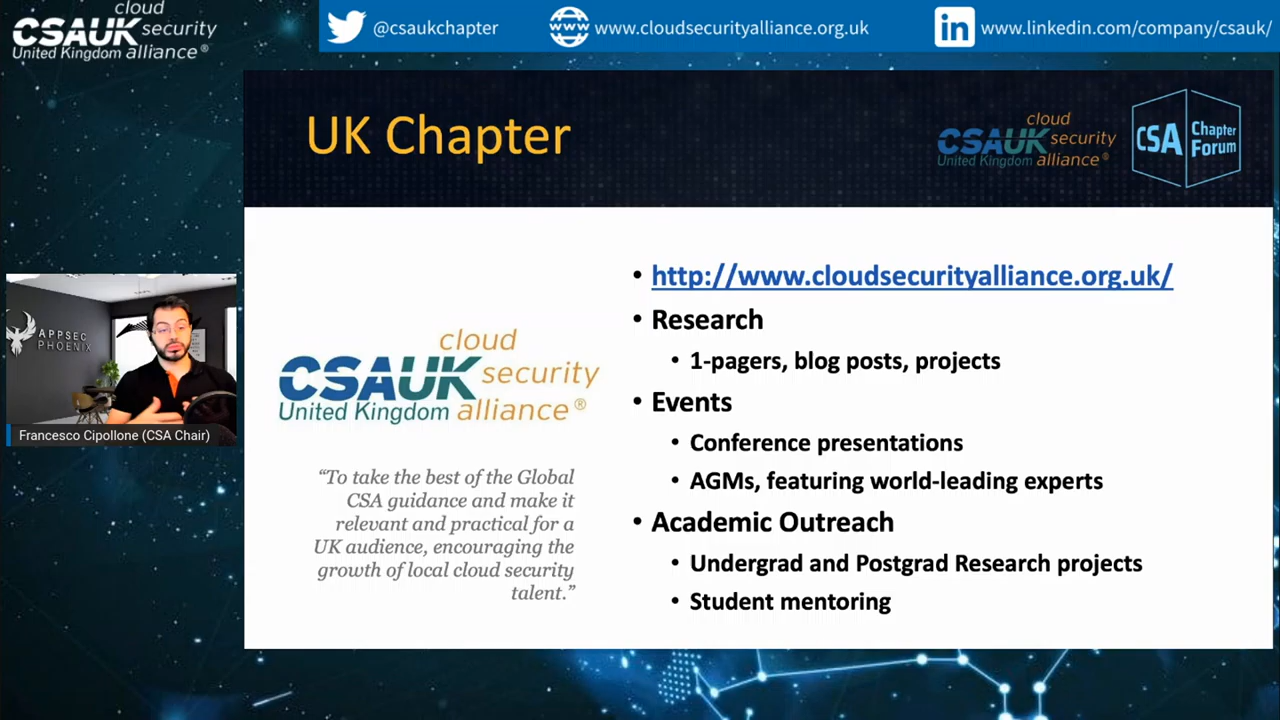 cloud
CSAUK security
United Kingdom alliance®
@csaukchapter
www.cloudsecurityalliance.org.uk
www.linkedin.com/company/csauk/
WWW
in
UK Chapter
cloud
CSAUK security
United Kingdom alliance®
CSA Chapter
Forum
• http://www.cloudsecurityalliance.org.uk/
• Research
• 1-pagers, blog posts, projects
• Events
• Conference presentations
• AGMs, featuring world-leading experts
• Academic Outreach
• Undergrad and Postgrad Research projects
• Student mentoring
cloud
CSAUK security
United Kingdom alliance®
“To take the best of the Global
CSA guidance and make it
relevant and practical for a
UK audience, encouraging the
growth of local cloud security
talent.”
APPSEC
PHOENIX
Francesco Cipollone (CSA Chair)